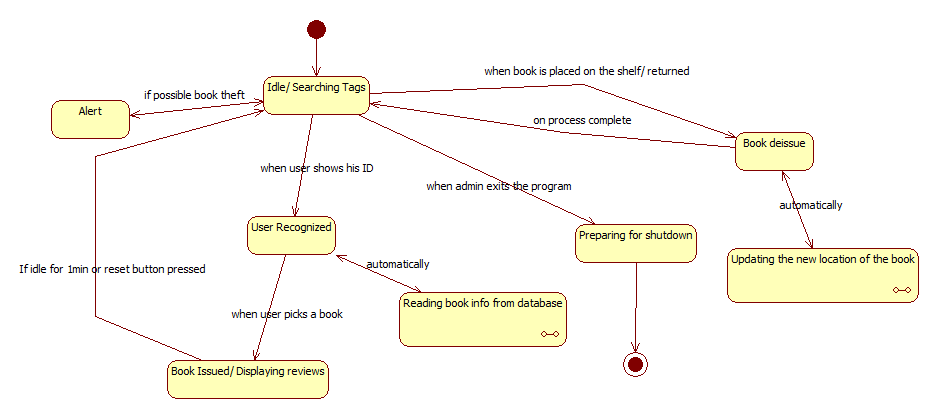 when book is placed on the shelf/ returned
Idle/ Searching Tags
if possible book theft
Alert
on process complete
Book deissue
when user shows his ID
when admin exits the program
automatically
User Recognized
Preparing for shutdown
Updating the new location of the book
If idle for 1min or reset button pressed
automatically
Reading book info from database
when user picks a book
Book Issued/ Displaying reviews